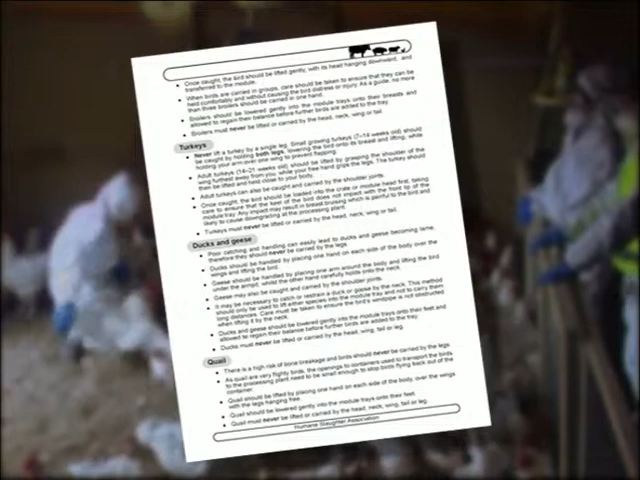 • Once caught, the bird should be lifted gently, with its head hanging downward, and
transferred to the module.
• When birds are carried in groups, care should be taken to ensure that they can be
held comfortably and without causing the bird distress or injury. As a guide, no more
than three broilers should be carried in one hand.
• Broilers should be lowered gently into the module trays onto their breasts and
allowed to regain their balance before further birds are added to the tray.
• Broilers must never be lifted or carried by the head, neck, wing or tail.
Turkeys
• Never lift a turkey by a single leg. Small growing turkeys (7–14 weeks old) should
be caught by holding both legs, lowering the bird onto its breast and lifting, while
holding your arm over one wing to prevent flapping.
• Adult turkeys (14–21 weeks old) should be lifted by grasping the shoulder of the
wing furthest away from you, while your free hand grips the legs. The turkey should
then be lifted and held close to your body.
• Adult turkeys can also be caught and carried by the shoulder joints.
• Once caught, the bird should be loaded into the crate or module head first, taking
care to ensure that the keel of the bird does not impact with the front lip of the
module tray. Any impact may result in breast bruising which is painful to the bird and
likely to cause downgrading at the processing plant.
• Turkeys must never be lifted or carried by the head, neck, wing or tail.
Ducks and geese
• Poor catching and handling can easily lead to ducks and geese becoming lame,
therefore they should never be carried by the legs.
• Ducks should be handled by placing one hand on each side of the body over the
wings and lifting the bird.
• Geese should be handled by placing one arm around the body and lifting the bird
under the armpit, whilst the other hand carefully holds onto the neck.
• Geese may also be caught and carried by the shoulder joints.
• It may be necessary to catch or restrain a duck or goose by the neck. This method
should only be used to lift either species into the module tray and not to carry them
long distances. Care must be taken to ensure the bird's windpipe is not obstructed
when lifting it by the neck.
• Ducks and geese should be lowered gently into the module trays onto their feet and
allowed to regain their balance before further birds are added to the tray.
• Ducks must never be lifted or carried by the head, wing, tail or leg.
Quail
• There is a high risk of bone breakage and birds should never be carried by the legs
• As quail are very flighty birds, the openings to containers used to transport the birds
to the processing plant need to be small enough to stop birds flying back out of the
container.
• Quail should be lifted by placing one hand on each side of the body, over the wings
with the legs hanging free.
• Quail should be lowered gently into the module trays onto their feet.
• Quail must never be lifted or carried by the head, neck, wing, tail or leg.
Humane Slaughter Association